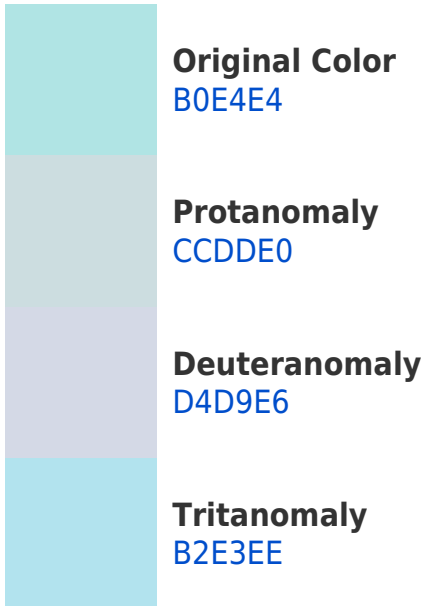 Original Color
B0E4E4
Protanomaly
CCDDE0
Deuteranomaly
D4D9E6
Tritanomaly
B2E3EE